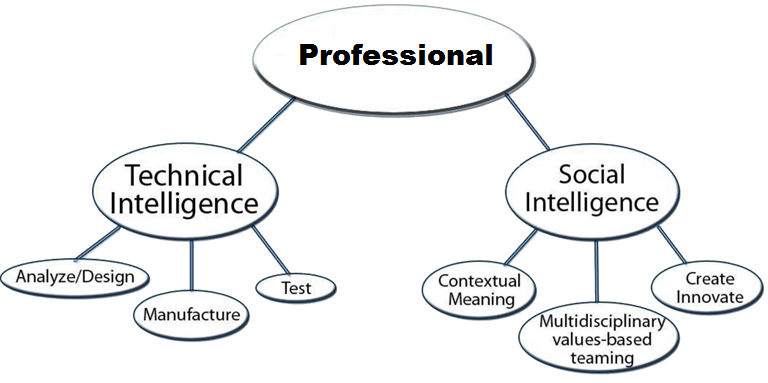 Professional
Technical
Intelligence
Social
Intelligence
Analyze/Design
Manufacture
Test
Contextual
Meaning
Multidisciplinary
values-based
teaming
Create
Innovate